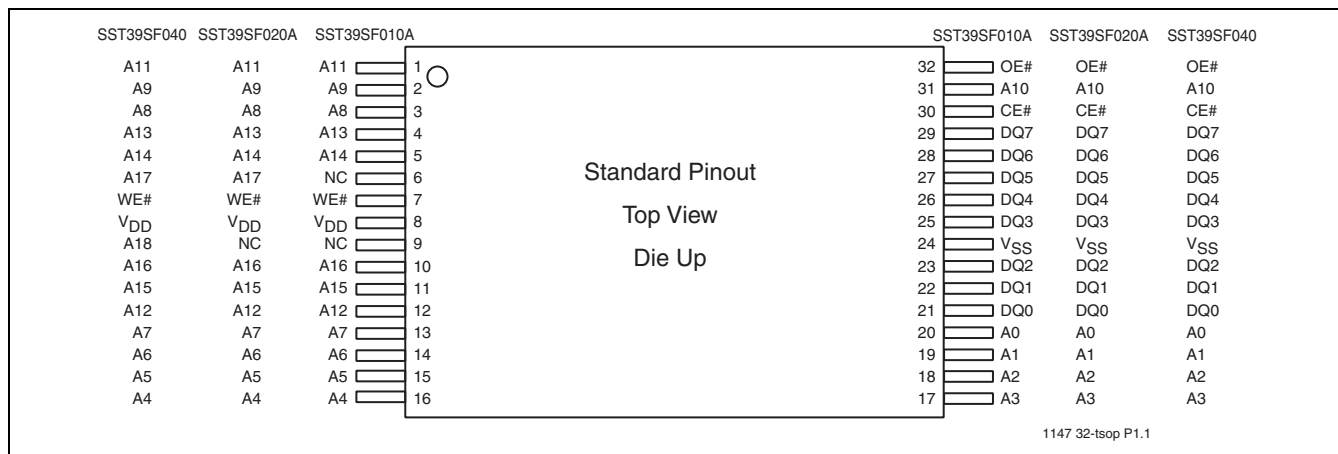 SST39SF040 SST39SF020A SST39SF010A SST39SF010A SST39SF020A SST39SF040
A11 A11 A11 1 32 OE# OE# OE#
A9 A9 A9 2 31 A10 A10 A10
A8 A8 A8 3 30 CE# CE# CE#
A13 A13 A13 4 29 DQ7 DQ7 DQ7
A14 A14 A14 5 28 DQ6 DQ6 DQ6
A17 A17 NC 6 Standard Pinout 27 DQ5 DQ5 DQ5
WE# WE# WE# 7 26 DQ4 DQ4 DQ4
VDD VDD VDD 8 Top View 25 DQ3 DQ3 DQ3
A18 NC NC 9 24 VSS VSS VSS
A16 A16 A16 10 Die Up 23 DQ2 DQ2 DQ2
A15 A15 A15 11 22 DQ1 DQ1 DQ1
A12 A12 A12 12 21 DQ0 DQ0 DQ0
A7 A7 A7 13 20 A0 A0 A0
A6 A6 A6 14 19 A1 A1 A1
A5 A5 A5 15 18 A2 A2 A2
A4 A4 A4 16 17 A3 A3 A3
1147 32-tsop P1.1